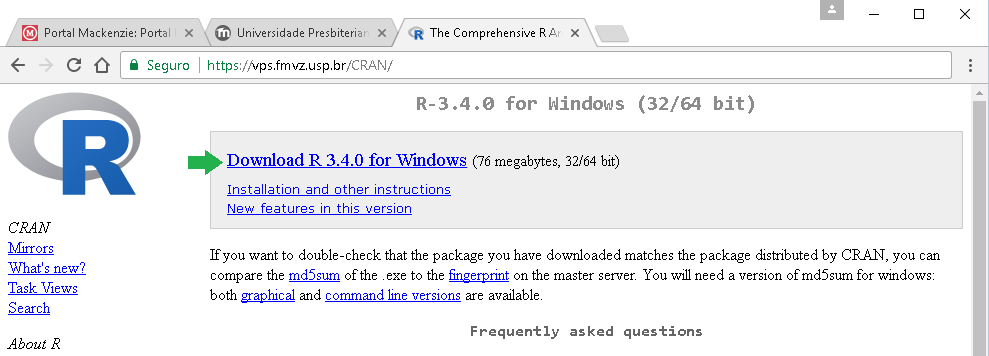 Portal Mackenzie: Portal
Universidade Presbiterian
The Comprehensive R Ar
Seguro
https://vps.fmvz.usp.br/CRAN/
R
CRAN
Mirrors
What's new?
Task Views
Search
About R
R-3.4.0 for Windows (32/64 bit)
Download R 3.4.0 for Windows (76 megabytes, 32/64 bit)
Installation and other instructions
New features in this version
If you want to double-check that the package you have downloaded matches the package distributed by CRAN, you can
compare the md5sum of the .exe to the fingerprint on the master server. You will need a version of md5sum for windows:
both graphical and command line versions are available.
Frequently asked questions